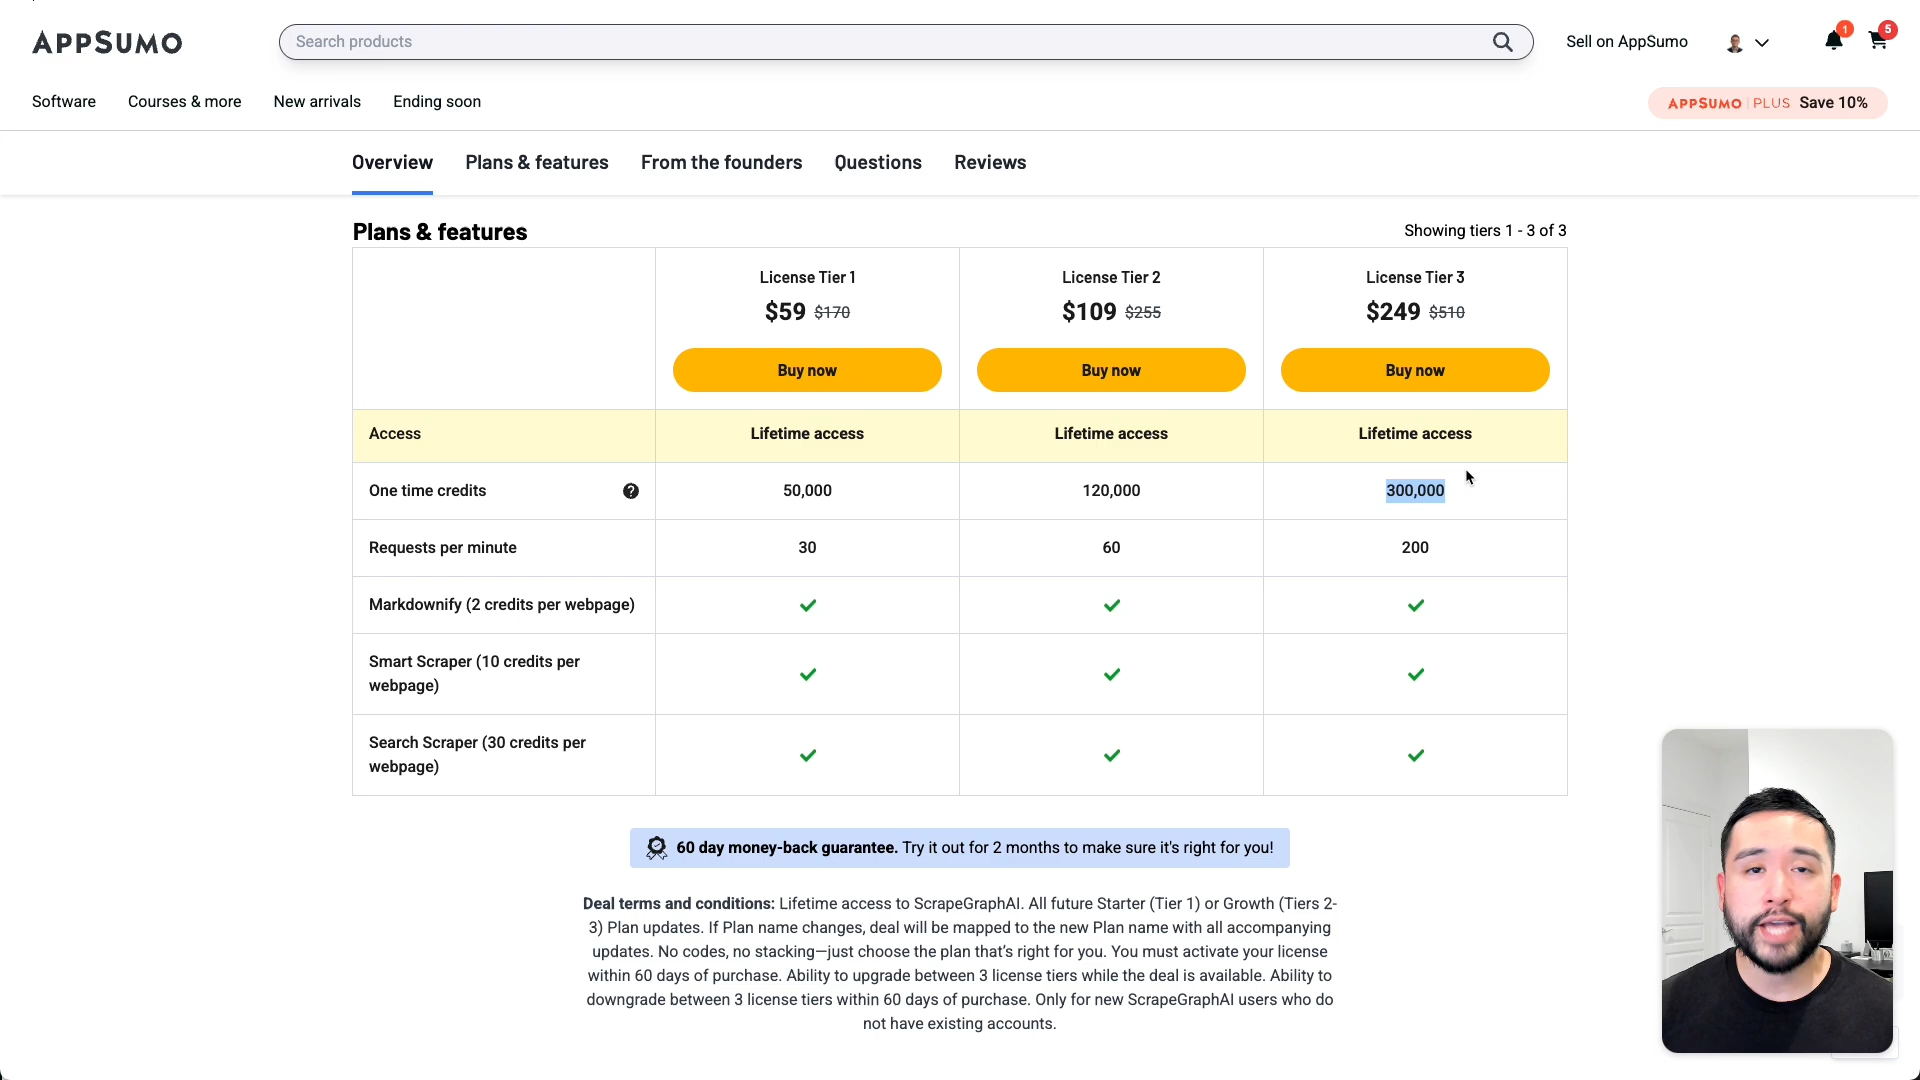 APPSUMO
Search products
Sell on AppSumo
1
5
Software
Courses & more
New arrivals
Ending soon
APPSUMO | PLUS Save 10%
Overview
Plans & features
From the founders
Questions
Reviews
Plans & features
Showing tiers 1 - 3 of 3
License Tier 1
License Tier 2
License Tier 3
$59 $170
$109 $255
$249 $510
Buy now
Buy now
Buy now
Access
Lifetime access
Lifetime access
Lifetime access
One time credits
?
50,000
120,000
300,000
Requests per minute
30
60
200
Markdownify (2 credits per webpage)
Smart Scraper (10 credits per
webpage)
Search Scraper (30 credits per
webpage)
60 day money-back guarantee. Try it out for 2 months to make sure it's right for you!
Deal terms and conditions: Lifetime access to ScrapeGraphAI. All future Starter (Tier 1) or Growth (Tiers 2-
3) Plan updates. If Plan name changes, deal will be mapped to the new Plan name with all accompanying
updates. No codes, no stacking—just choose the plan that's right for you. You must activate your license
within 60 days of purchase. Ability to upgrade between 3 license tiers while the deal is available. Ability to
downgrade between 3 license tiers within 60 days of purchase. Only for new ScrapeGraphAI users who do
not have existing accounts.